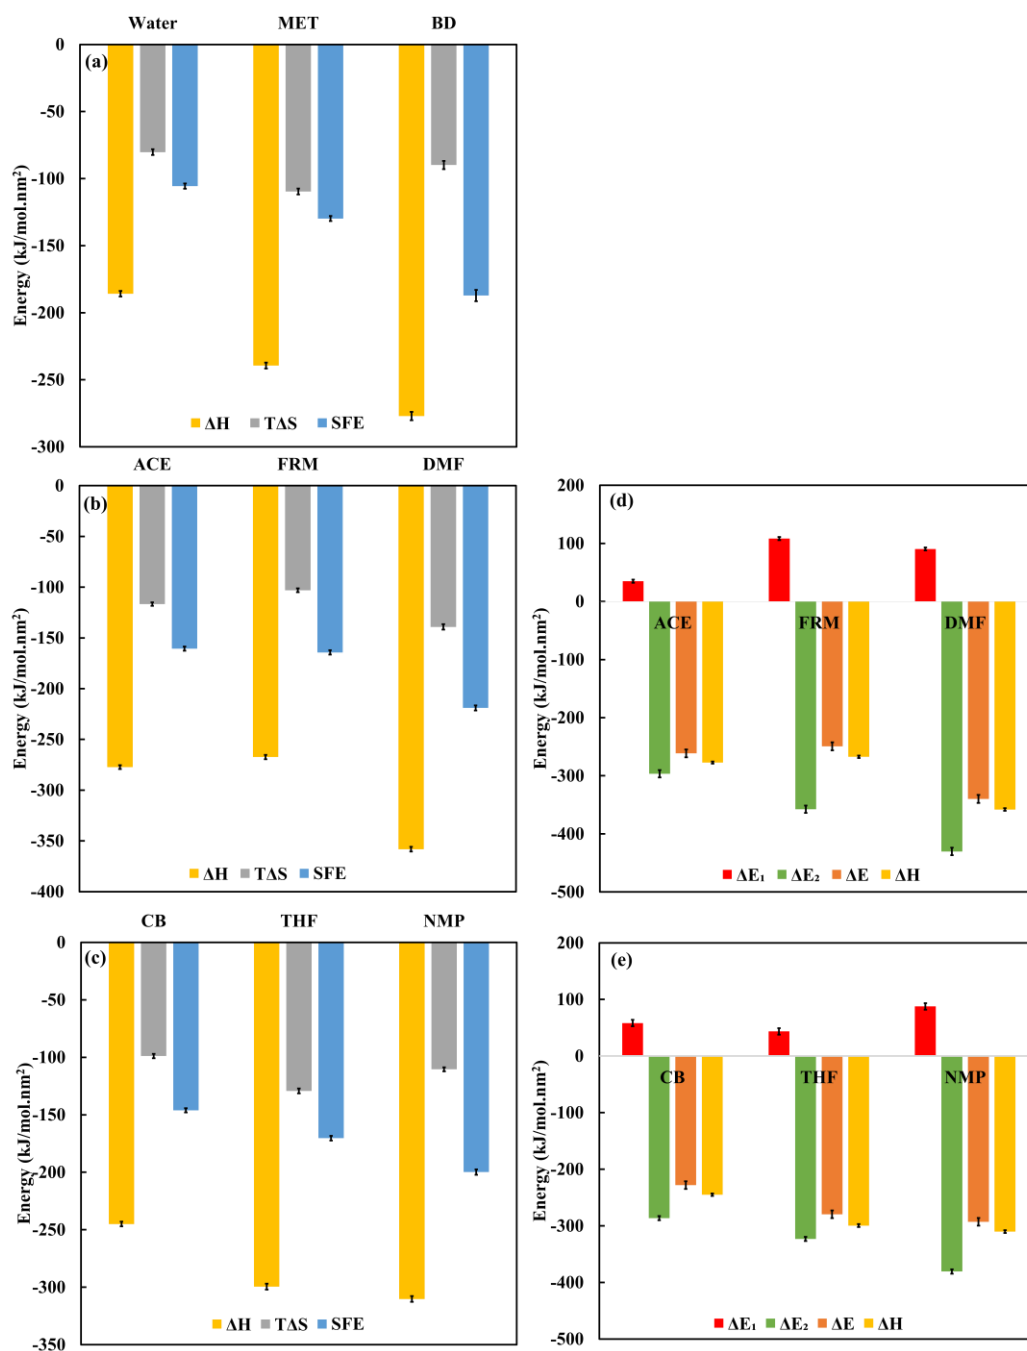 Water MET BD
(a)
Energy (kJ/mol.nm²)
0
-50
-100
-150
-200
-250
-300
ΔH TΔS SFE
ACE FRM DMF
(b)
Energy (kJ/mol.nm²)
0
-50
-100
-150
-200
-250
-300
-350
-400
ΔH TΔS SFE
(d)
Energy (kJ/mol.nm²)
200
100
0
-100
-200
-300
-400
-500
ACE FRM DMF
ΔE₁ ΔE₂ ΔE ΔH
CB THF NMP
(c)
Energy (kJ/mol.nm²)
0
-50
-100
-150
-200
-250
-300
-350
ΔH TΔS SFE
(e)
Energy (kJ/mol.nm²)
200
100
0
-100
-200
-300
-400
-500
CB THF NMP
ΔE₁ ΔE₂ ΔE ΔH